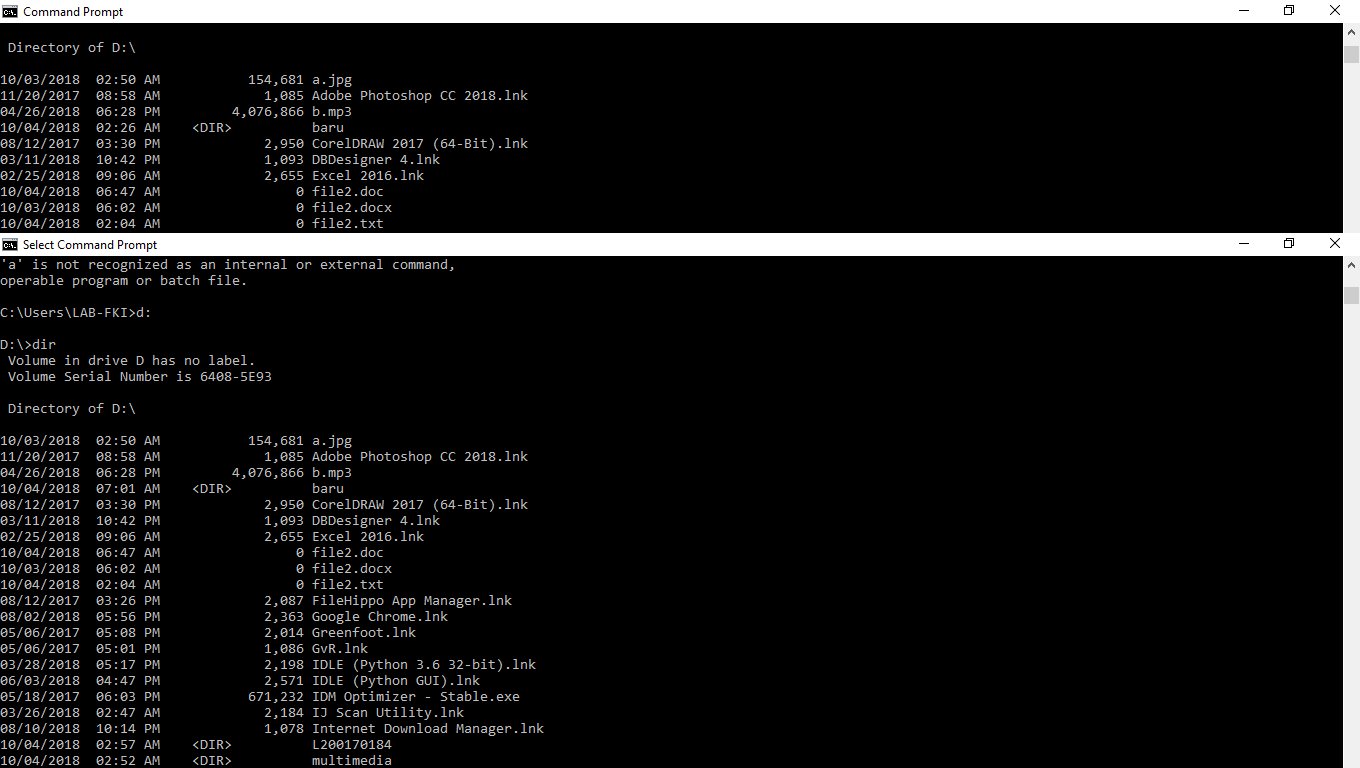 Command Prompt
Directory of D:\
10/03/2018  02:50 AM           154,681 a.jpg
11/20/2017  08:58 AM             1,085 Adobe Photoshop CC 2018.lnk
04/26/2018  06:28 PM         4,076,866 b.mp3
10/04/2018  02:26 AM    <DIR>          baru
08/12/2017  03:30 PM             2,950 CorelDRAW 2017 (64-Bit).lnk
03/11/2018  10:42 PM             1,093 DBDesigner 4.lnk
02/25/2018  09:06 AM             2,655 Excel 2016.lnk
10/04/2018  06:47 AM                 0 file2.doc
10/03/2018  06:02 AM                 0 file2.docx
10/04/2018  02:04 AM                 0 file2.txt
Select Command Prompt
'a' is not recognized as an internal or external command,
operable program or batch file.
C:\Users\LAB-FKI>d:
D:\>dir
Volume in drive D has no label.
Volume Serial Number is 6408-5E93
Directory of D:\
10/03/2018  02:50 AM           154,681 a.jpg
11/20/2017  08:58 AM             1,085 Adobe Photoshop CC 2018.lnk
04/26/2018  06:28 PM         4,076,866 b.mp3
10/04/2018  07:01 AM    <DIR>          baru
08/12/2017  03:30 PM             2,950 CorelDRAW 2017 (64-Bit).lnk
03/11/2018  10:42 PM             1,093 DBDesigner 4.lnk
02/25/2018  09:06 AM             2,655 Excel 2016.lnk
10/04/2018  06:47 AM                 0 file2.doc
10/03/2018  06:02 AM                 0 file2.docx
10/04/2018  02:04 AM                 0 file2.txt
08/12/2017  03:26 PM             2,087 FileHippo App Manager.lnk
08/02/2018  05:56 PM             2,363 Google Chrome.lnk
05/06/2017  05:08 PM             2,014 Greenfoot.lnk
05/06/2017  05:01 PM             1,086 GvR.lnk
03/28/2018  05:17 PM             2,198 IDLE (Python 3.6 32-bit).lnk
06/03/2018  04:47 PM             2,571 IDLE (Python GUI).lnk
05/18/2017  06:03 PM           671,232 IDM Optimizer - Stable.exe
03/26/2018  02:47 AM             2,184 IJ Scan Utility.lnk
08/10/2018  10:14 PM             1,078 Internet Download Manager.lnk
10/04/2018  02:57 AM    <DIR>          L200170184
10/04/2018  02:52 AM    <DIR>          multimedia